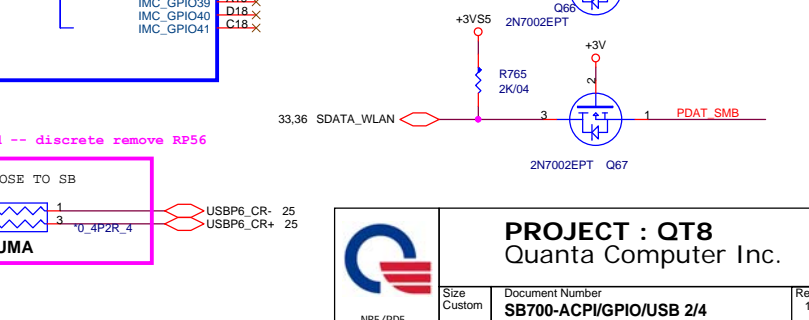 IMC_GPIO39
IMC_GPIO40 D18
IMC_GPIO41 C18
Q66
2N7002EPT
+3VS5
+3V
R765
2K/04
2
33,36 SDATA_WLAN
3
1
PDAT_SMB
2N7002EPT Q67
-- discrete remove RP56
OSE TO SB
1
3
*0_4P2R_4
UMA
USBP6_CR- 25
USBP6_CR+ 25
PROJECT : QT8
Quanta Computer Inc.
Size
Custom
Document Number
SB700-ACPI/GPIO/USB 2/4
Re
1